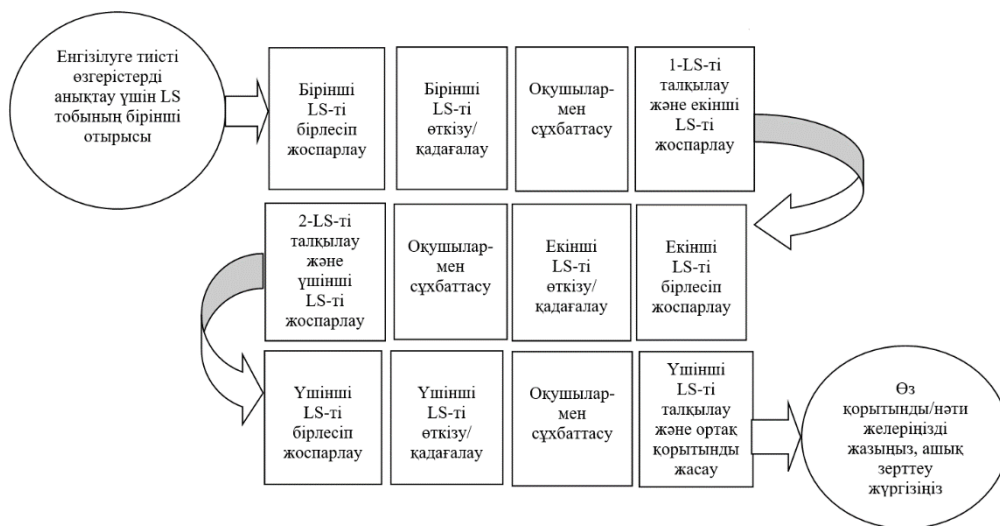 Енгізілуге тиісті
өзгерістерді
анықтау үшін LS
тобының бірінші
отырысы
Бірінші
LS-ті
бірлесіп
жоспарлау
Бірінші
LS-ті
өткізу/
қадағалау
Оқушылар-
мен
сұхбаттасу
1-LS-ті
талқылау
және екінші
LS-ті
жоспарлау
2-LS-ті
талқылау
және
үшінші
LS-ті
жоспарлау
Оқушылар-
мен
сұхбаттасу
Екінші
LS-ті
өткізу/
қадағалау
Екінші
LS-ті
бірлесіп
жоспарлау
Үшінші
LS-ті
бірлесіп
жоспарлау
Үшінші
LS-ті
өткізу/
қадағалау
Оқушылар-
мен
сұхбаттасу
Үшінші
LS-ті
талқылау
және ортақ
қорытынды
жасау
Өз
қорытынды/нәти
желеріңізді
жазыңыз, ашық
зерттеу
жүргізіңіз